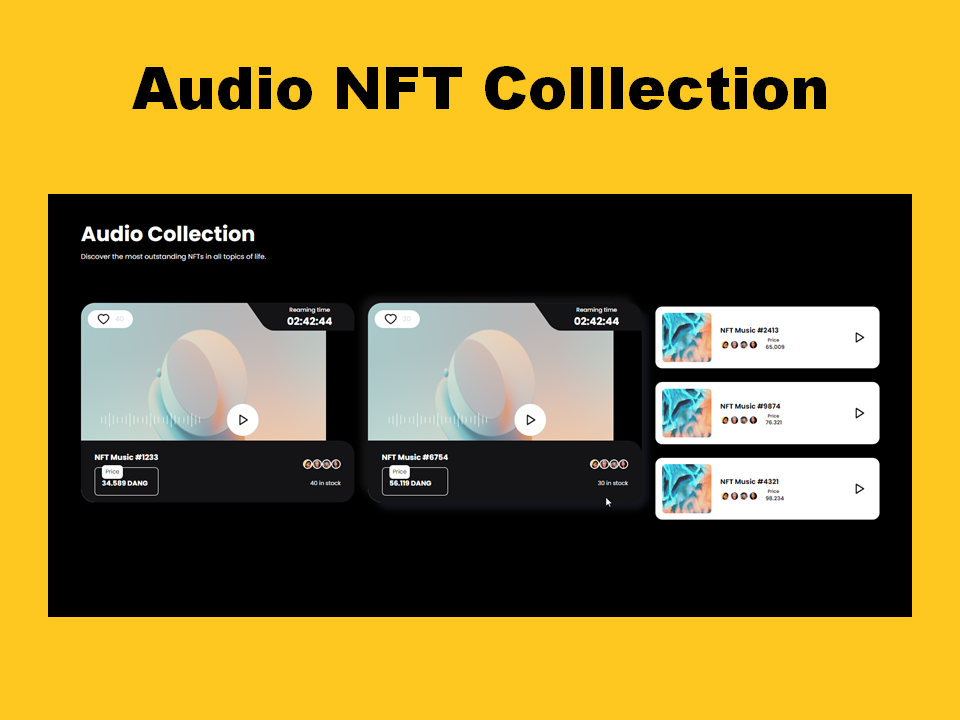 Audio NFT Colllection
Audio Collection
Discover the most outstanding NFTs in all topics of life.
40
Reaming time
02:42:44
NFT Music #1233
Price
34.589 DANG
40 in stock
30
Reaming time
02:42:44
NFT Music #6754
Price
56.119 DANG
30 in stock
NFT Music #2413
Price
65.009
NFT Music #9874
Price
76.321
NFT Music #4321
Price
98.234